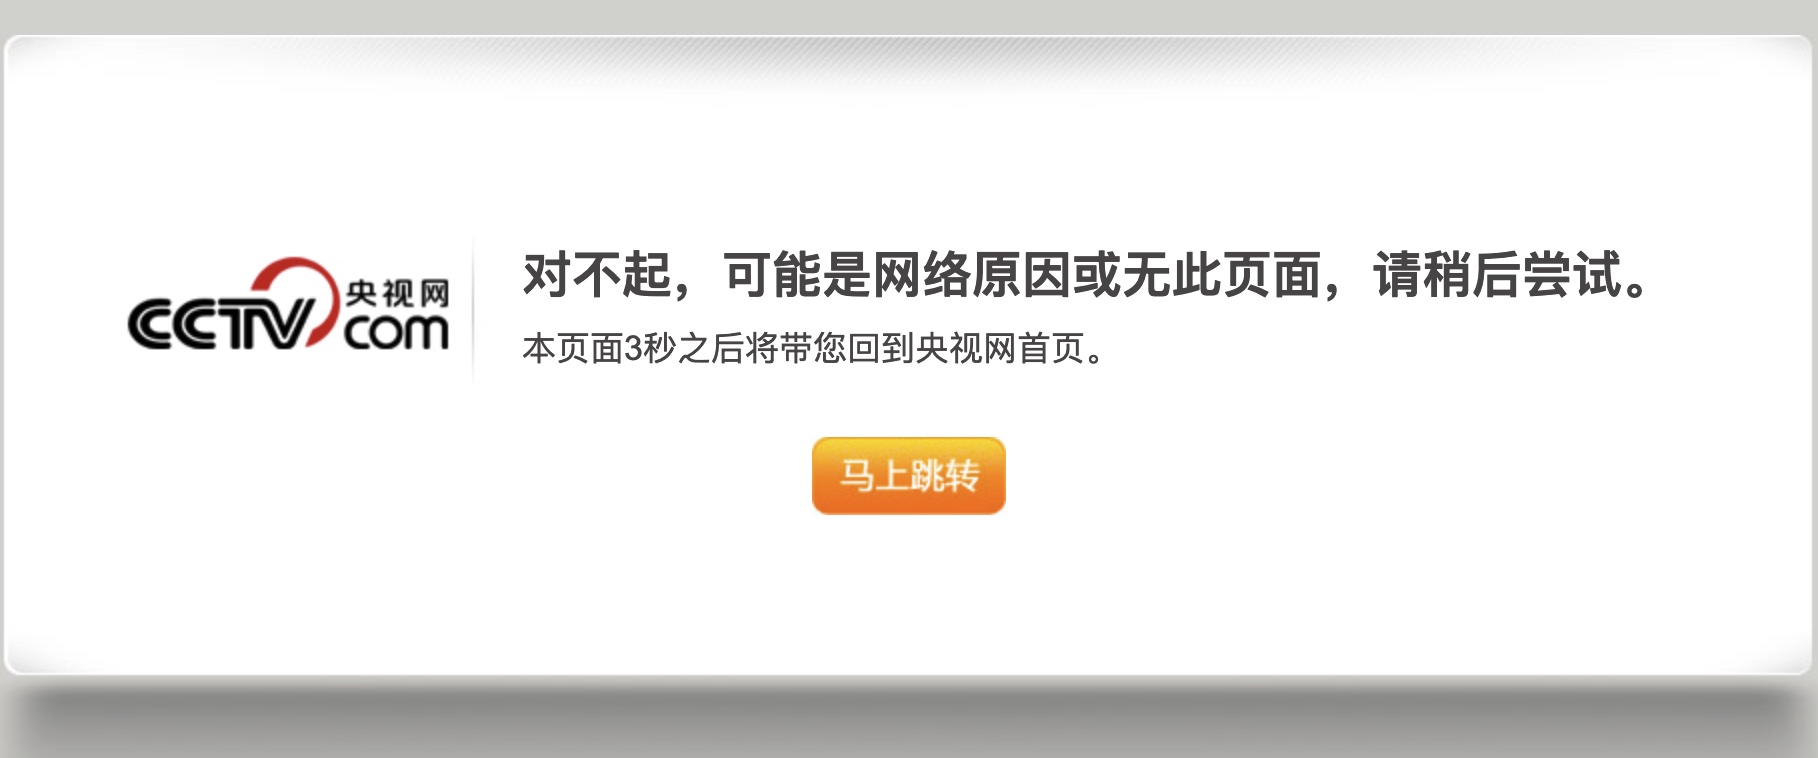 CCTV
央视网
com
对不起，可能是网络原因或无此页面，请稍后尝试。
本页面3秒之后将带您回到央视网首页。
马上跳转